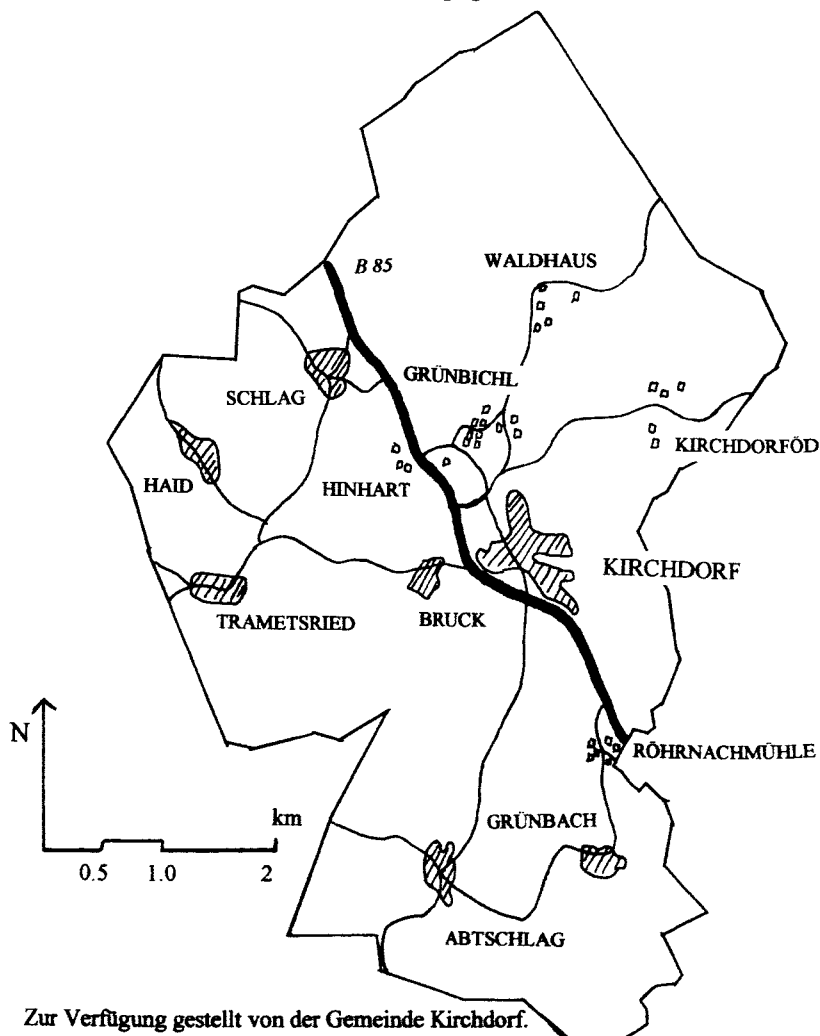 B 85
WALDHAUS
GRÜNBICHL
SCHLAG
KIRCHDORFÖD
HAID
HINHART
KIRCHDORF
TRAMETSRIED
BRUCK
N
RÖHRNACHMÜHLE
km
GRÜNBACH
0.5 1.0 2
ABTSCHLAG
Zur Verfügung gestellt von der Gemeinde Kirchdorf.